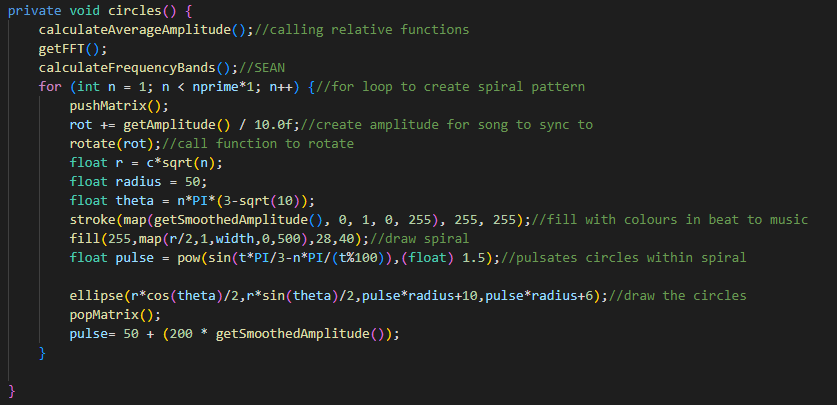 private void circles() {
calculateAverageAmplitude();//calling relative functions
getFFT();
calculateFrequencyBands();//SEAN
for (int n = 1; n < nprime*1; n++) {//for loop to create spiral pattern
pushMatrix();
rot += getAmplitude() / 10.0f;//create amplitude for song to sync to
rotate(rot);//call function to rotate
float r = c*sqrt(n);
float radius = 50;
float theta = n*PI*(3-sqrt(10));
stroke(map(getSmoothedAmplitude(), 0, 1, 0, 255), 255, 255);//fill with colours in beat to music
fill(255,map(r/2,1,width,0,500),28,40);//draw spiral
float pulse = pow(sin(t*PI/3-n*PI/(t%100)),(float) 1.5);//pulsates circles within spiral
ellipse(r*cos(theta)/2,r*sin(theta)/2,pulse*radius+10,pulse*radius+6);//draw the circles
popMatrix();
pulse= 50 + (200 * getSmoothedAmplitude());
}
}